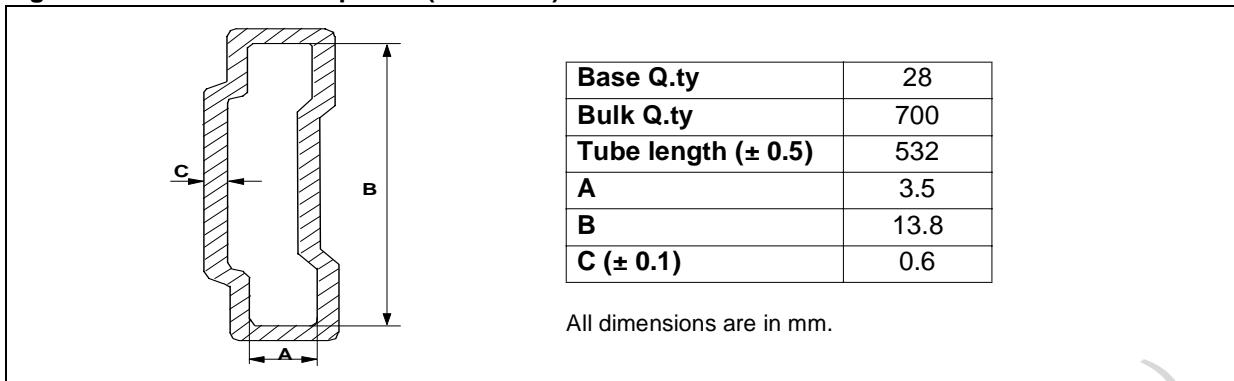 C
B
A
Base Q.ty 28
Bulk Q.ty 700
Tube length (± 0.5) 532
A 3.5
B 13.8
C (± 0.1) 0.6
All dimensions are in mm.